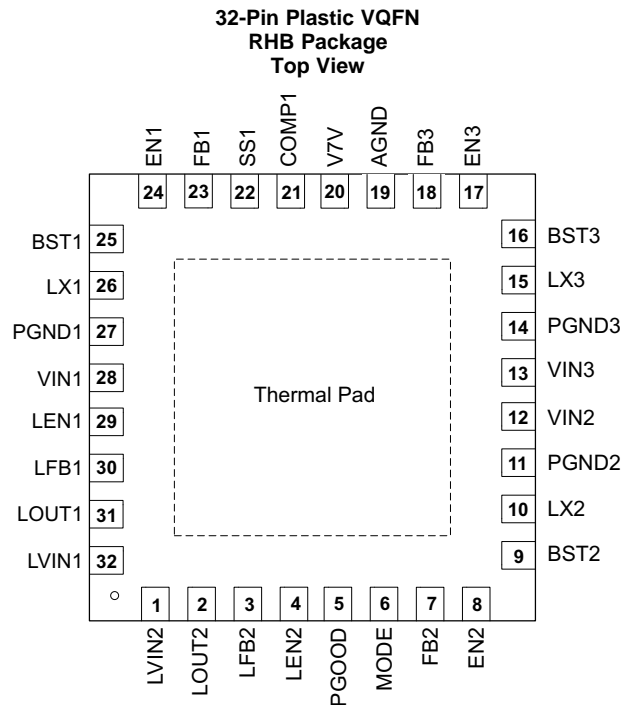 32-Pin Plastic VQFN
RHB Package
Top View
EN1
FB1
SS1
COMP1
V7V
AGND
FB3
EN3
24 23 22 21 20 19 18 17
BST1 25
LX1 26
PGND1 27
VIN1 28
LEN1 29
LFB1 30
LOUT1 31
LVIN1 32
Thermal Pad
16 BST3
15 LX3
14 PGND3
13 VIN3
12 VIN2
11 PGND2
10 LX2
9 BST2
1 2 3 4 5 6 7 8
LVIN2
LOUT2
LFB2
LEN2
PGOOD
MODE
FB2
EN2